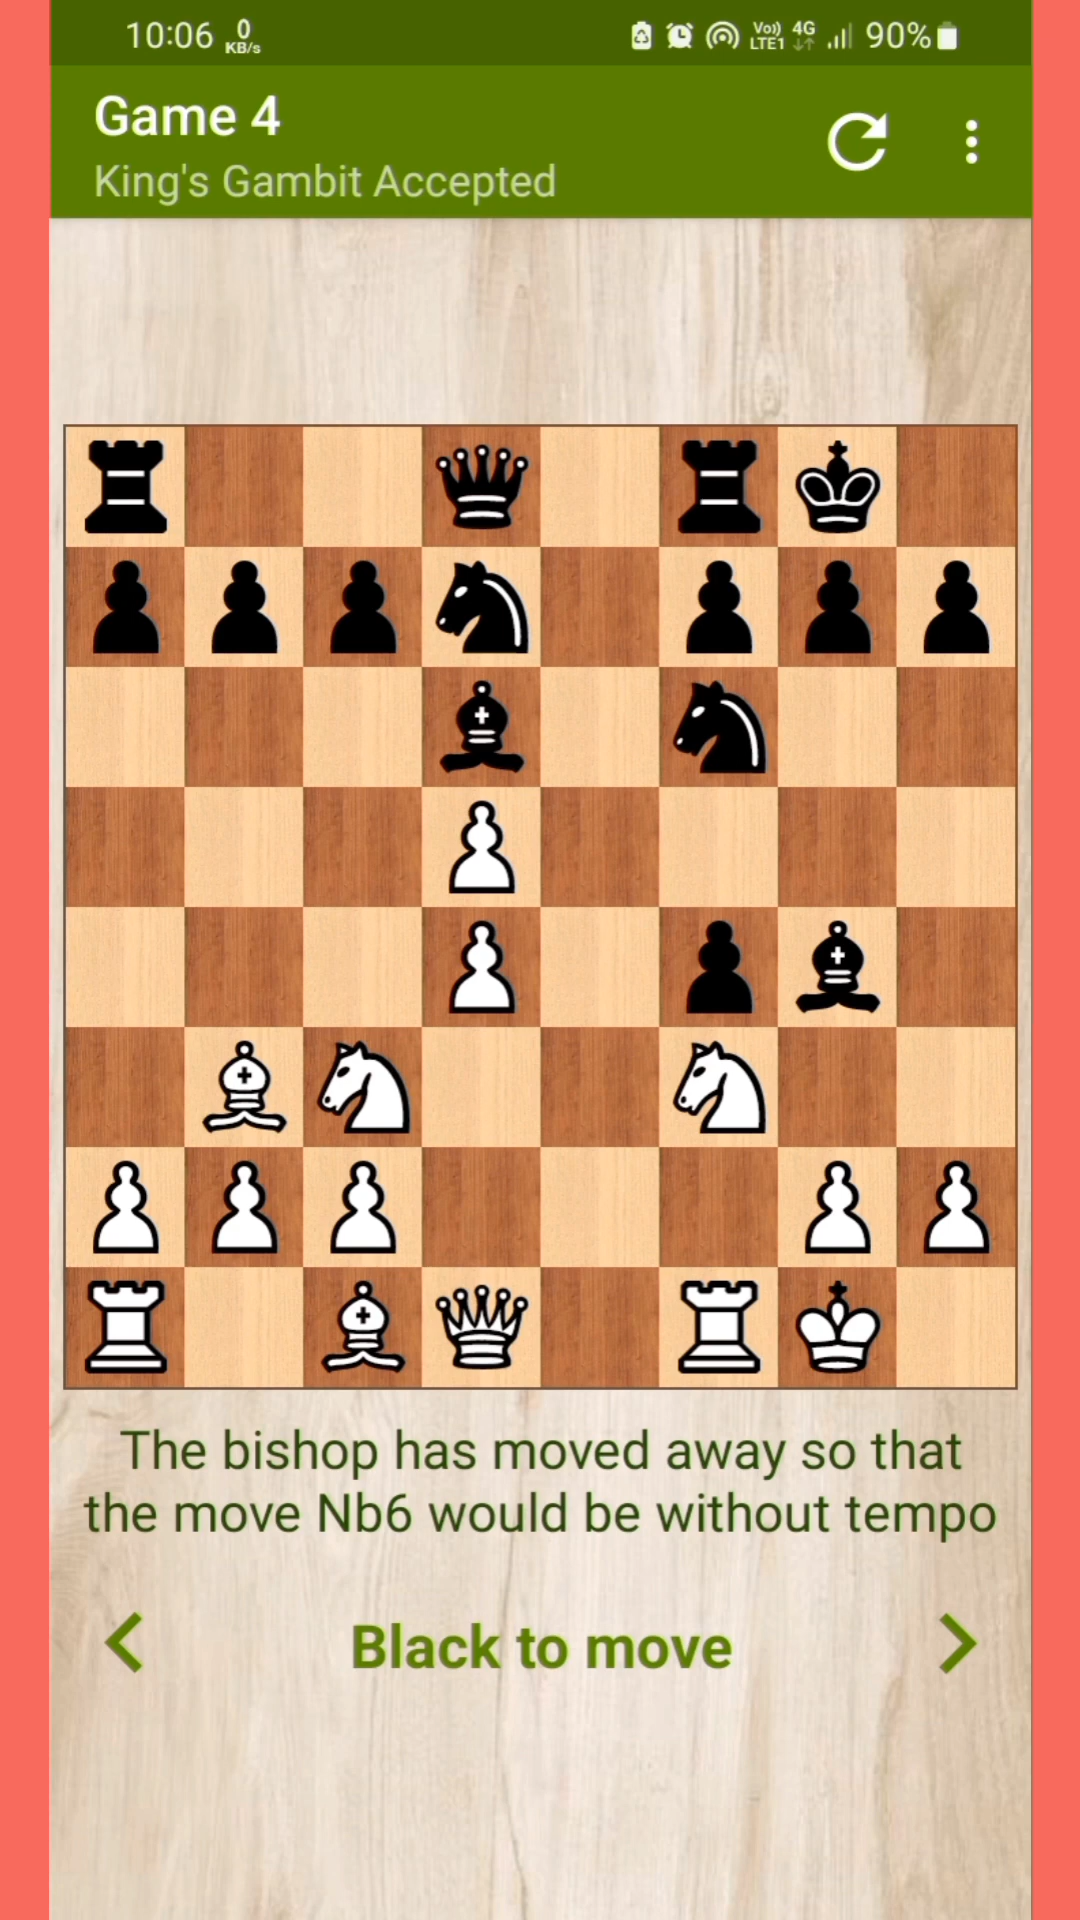 10:06 0 KB/s Vo)) LTE1 4G 90%
Game 4
King's Gambit Accepted
The bishop has moved away so that
the move Nb6 would be without tempo
Black to move